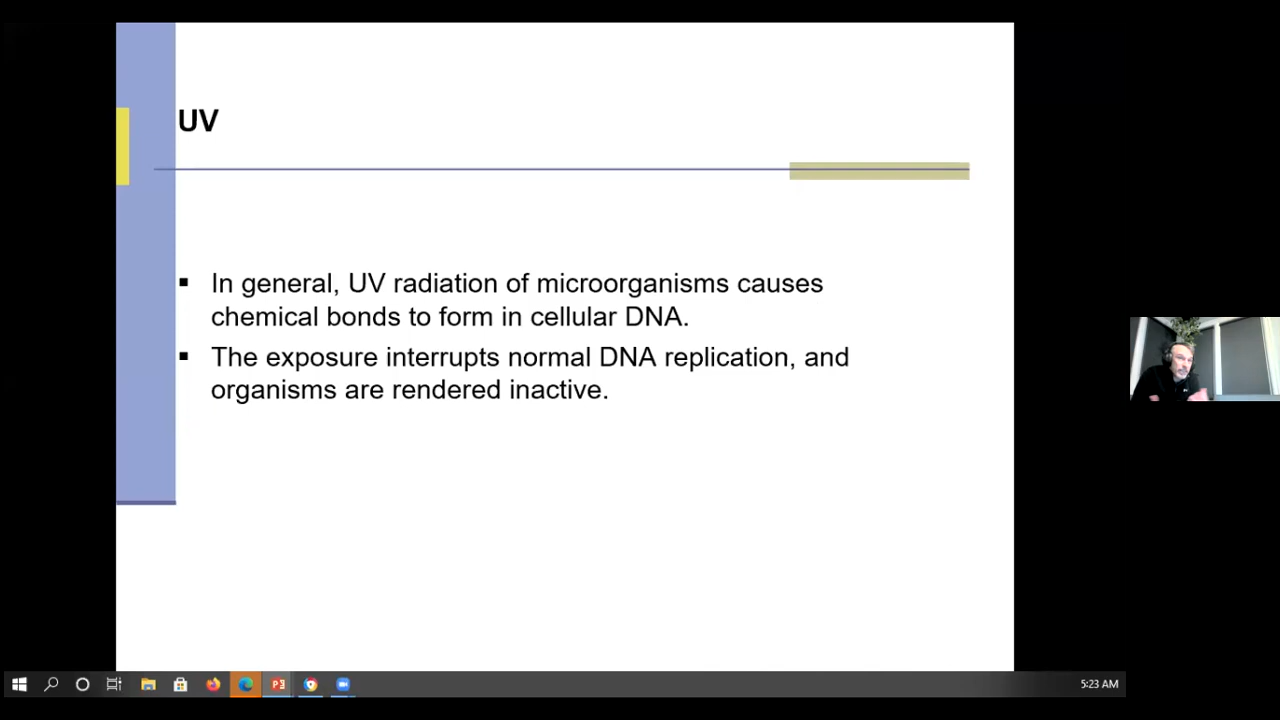 UV
In general, UV radiation of microorganisms causes
chemical bonds to form in cellular DNA.
The exposure interrupts normal DNA replication, and
organisms are rendered inactive.
5:23 AM